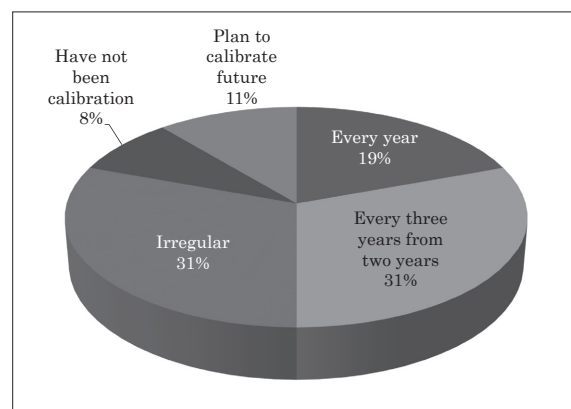 Plan to
calibrate
future
11%
Have not
been
calibration
8%
Every year
19%
Every three
years from
two years
31%
Irregular
31%